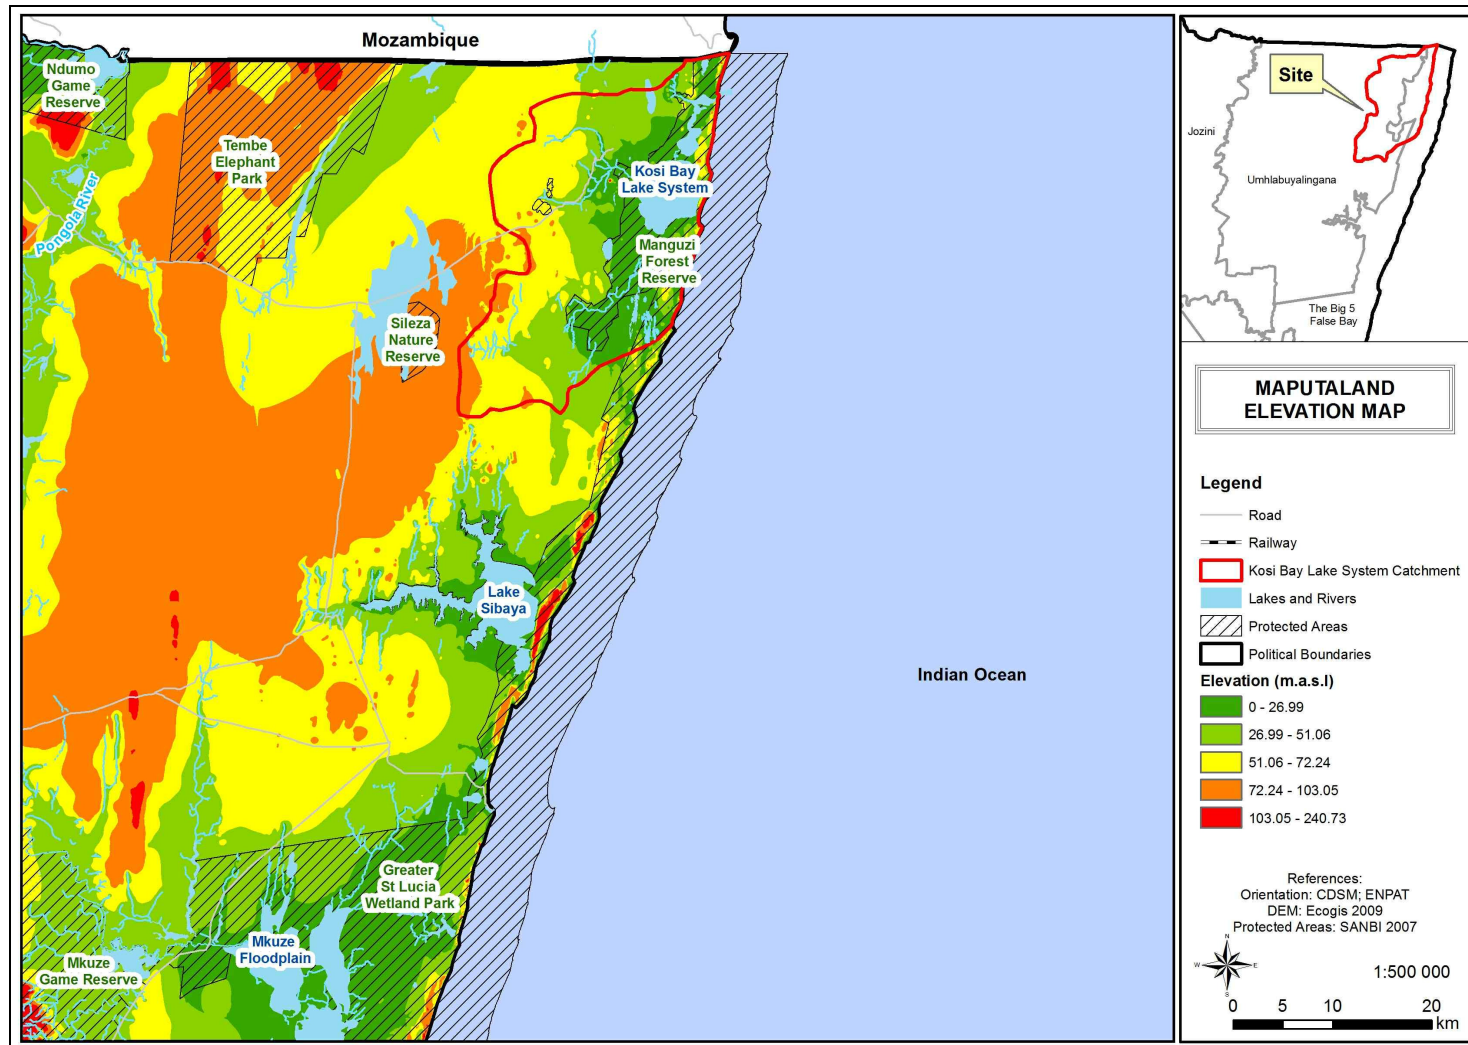 Mozambique
Ndumo
Game
Reserve
Tembe
Elephant
Park
Pongola River
Kosi Bay
Lake System
Manguzi
Forest
Reserve
Sileza
Nature
Reserve
Lake
Sibaya
Indian Ocean
Greater
St Lucia
Wetland Park
Mkuze
Floodplain
Mkuze
Game Reserve
Site
Jozini
Umhlabuyalingana
The Big 5
False Bay
MAPUTALAND
ELEVATION MAP
Legend
Road
Railway
Kosi Bay Lake System Catchment
Lakes and Rivers
Protected Areas
Political Boundaries
Elevation (m.a.s.l)
0 - 26.99
26.99 - 51.06
51.06 - 72.24
72.24 - 103.05
103.05 - 240.73
References:
Orientation: CDSM; ENPAT
DEM: Ecogis 2009
Protected Areas: SANBI 2007
N
W E
S
1:500 000
0 5 10 20
km